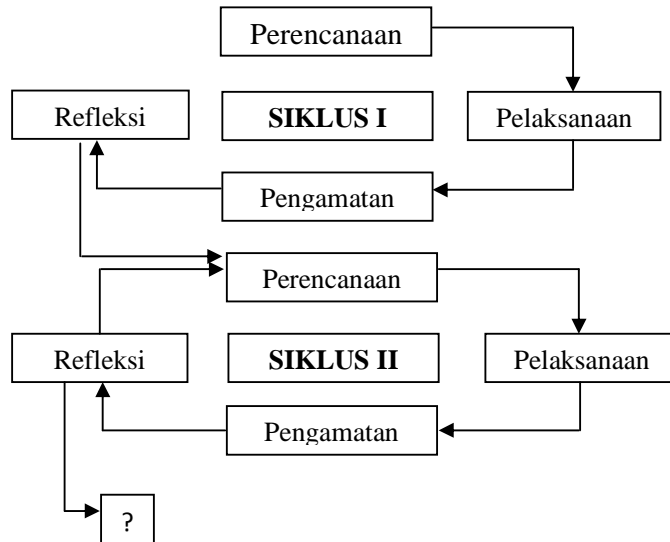 Perencanaan
Refleksi
SIKLUS I
Pelaksanaan
Pengamatan
Perencanaan
Refleksi
SIKLUS II
Pelaksanaan
Pengamatan
?